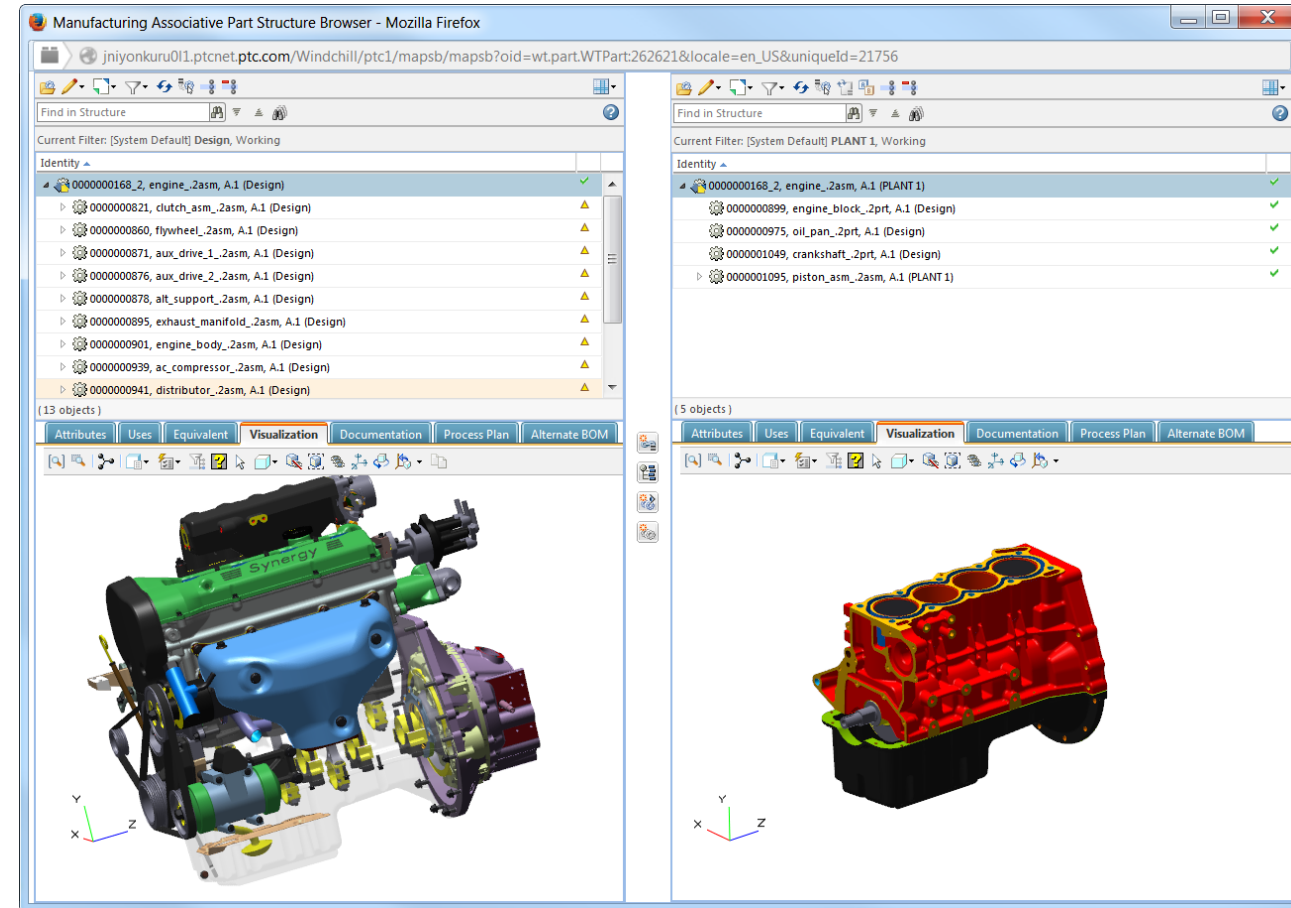 Manufacturing Associative Part Structure Browser - Mozilla Firefox
jniyonkuru0l1.ptcnet.ptc.com/Windchill/ptc1/mapsb/mapsb?oid=wt.part.WTPart:262621&locale=en_US&uniqueId=21756
Find in Structure
Current Filter: [System Default] Design, Working
Identity
0000000168_2, engine_.2asm, A.1 (Design)
0000000821, clutch_asm_.2asm, A.1 (Design)
0000000860, flywheel_.2asm, A.1 (Design)
0000000871, aux_drive_1_.2asm, A.1 (Design)
0000000876, aux_drive_2_.2asm, A.1 (Design)
0000000878, alt_support_.2asm, A.1 (Design)
0000000895, exhaust_manifold_.2asm, A.1 (Design)
0000000901, engine_body_.2asm, A.1 (Design)
0000000939, ac_compressor_.2asm, A.1 (Design)
0000000941, distributor_.2asm, A.1 (Design)
(13 objects )
Attributes Uses Equivalent Visualization Documentation Process Plan Alternate BOM
Synergy
Y
X
Z
Find in Structure
Current Filter: [System Default] PLANT 1, Working
Identity
0000000168_2, engine_.2asm, A.1 (PLANT 1)
0000000899, engine_block_.2prt, A.1 (Design)
0000000975, oil_pan_.2prt, A.1 (Design)
0000001049, crankshaft_.2prt, A.1 (Design)
0000001095, piston_asm_.2asm, A.1 (PLANT 1)
(5 objects )
Attributes Uses Equivalent Visualization Documentation Process Plan Alternate BOM
Y
X
Z